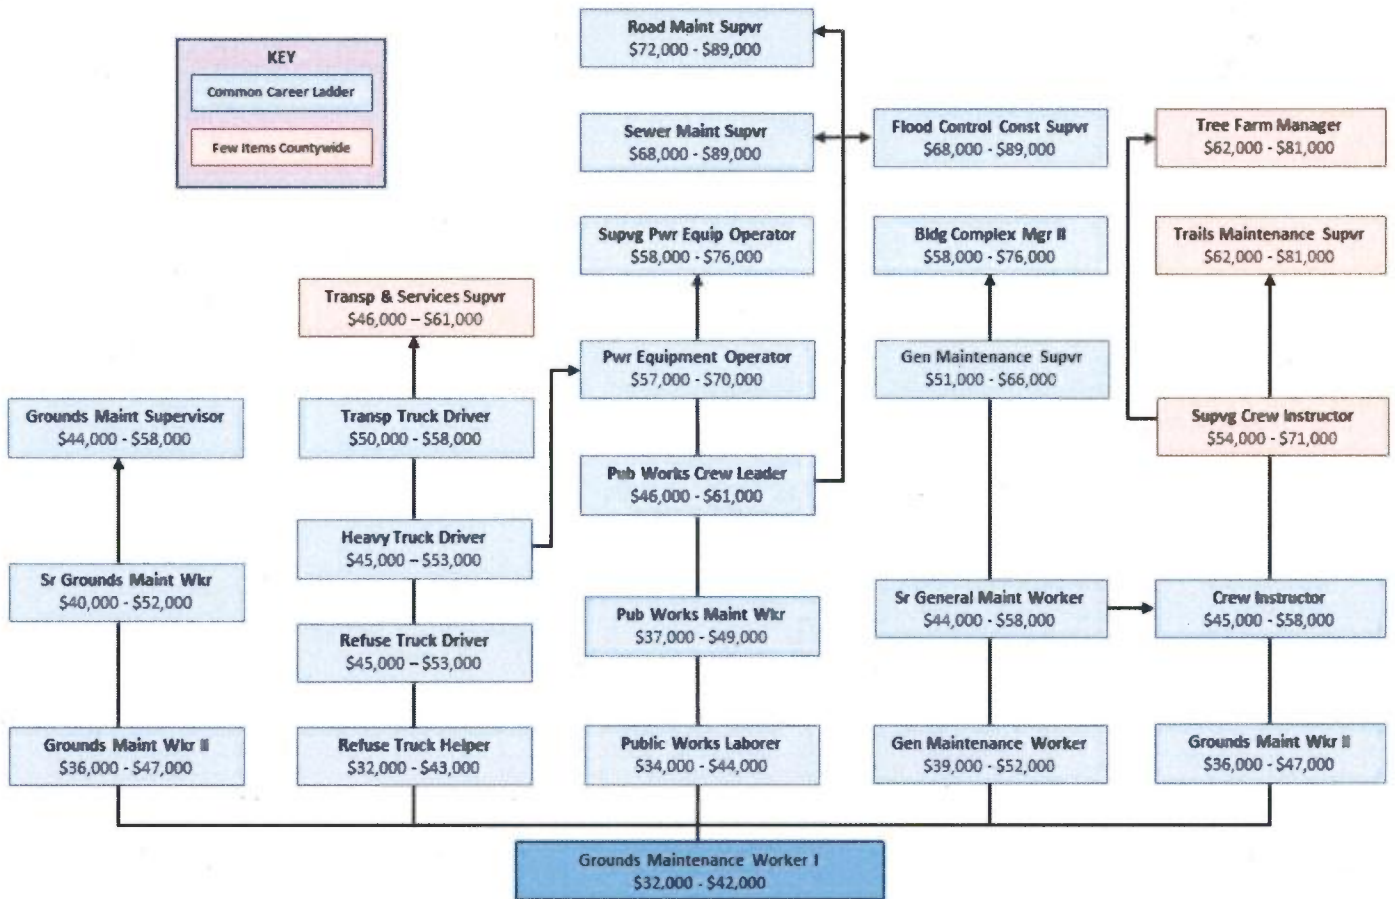 Road Maint Supvr
$72,000 - $89,000
KEY
Common Career Ladder
Few Items Countywide
Sewer Maint Supvr
$68,000 - $89,000
Flood Control Const Supvr
$68,000 - $89,000
Tree Farm Manager
$62,000 - $81,000
Supvg Pwr Equip Operator
$58,000 - $76,000
Bldg Complex Mgr II
$58,000 - $76,000
Trails Maintenance Supvr
$62,000 - $81,000
Transp & Services Supvr
$46,000 – $61,000
Pwr Equipment Operator
$57,000 - $70,000
Gen Maintenance Supvr
$51,000 - $66,000
Grounds Maint Supervisor
$44,000 - $58,000
Transp Truck Driver
$50,000 - $58,000
Supvg Crew Instructor
$54,000 - $71,000
Pub Works Crew Leader
$46,000 - $61,000
Heavy Truck Driver
$45,000 – $53,000
Sr Grounds Maint Wkr
$40,000 - $52,000
Pub Works Maint Wkr
$37,000 - $49,000
Sr General Maint Worker
$44,000 - $58,000
Crew Instructor
$45,000 - $58,000
Refuse Truck Driver
$45,000 – $53,000
Grounds Maint Wkr II
$36,000 - $47,000
Refuse Truck Helper
$32,000 - $43,000
Public Works Laborer
$34,000 - $44,000
Gen Maintenance Worker
$39,000 - $52,000
Grounds Maint Wkr II
$36,000 - $47,000
Grounds Maintenance Worker I
$32,000 - $42,000